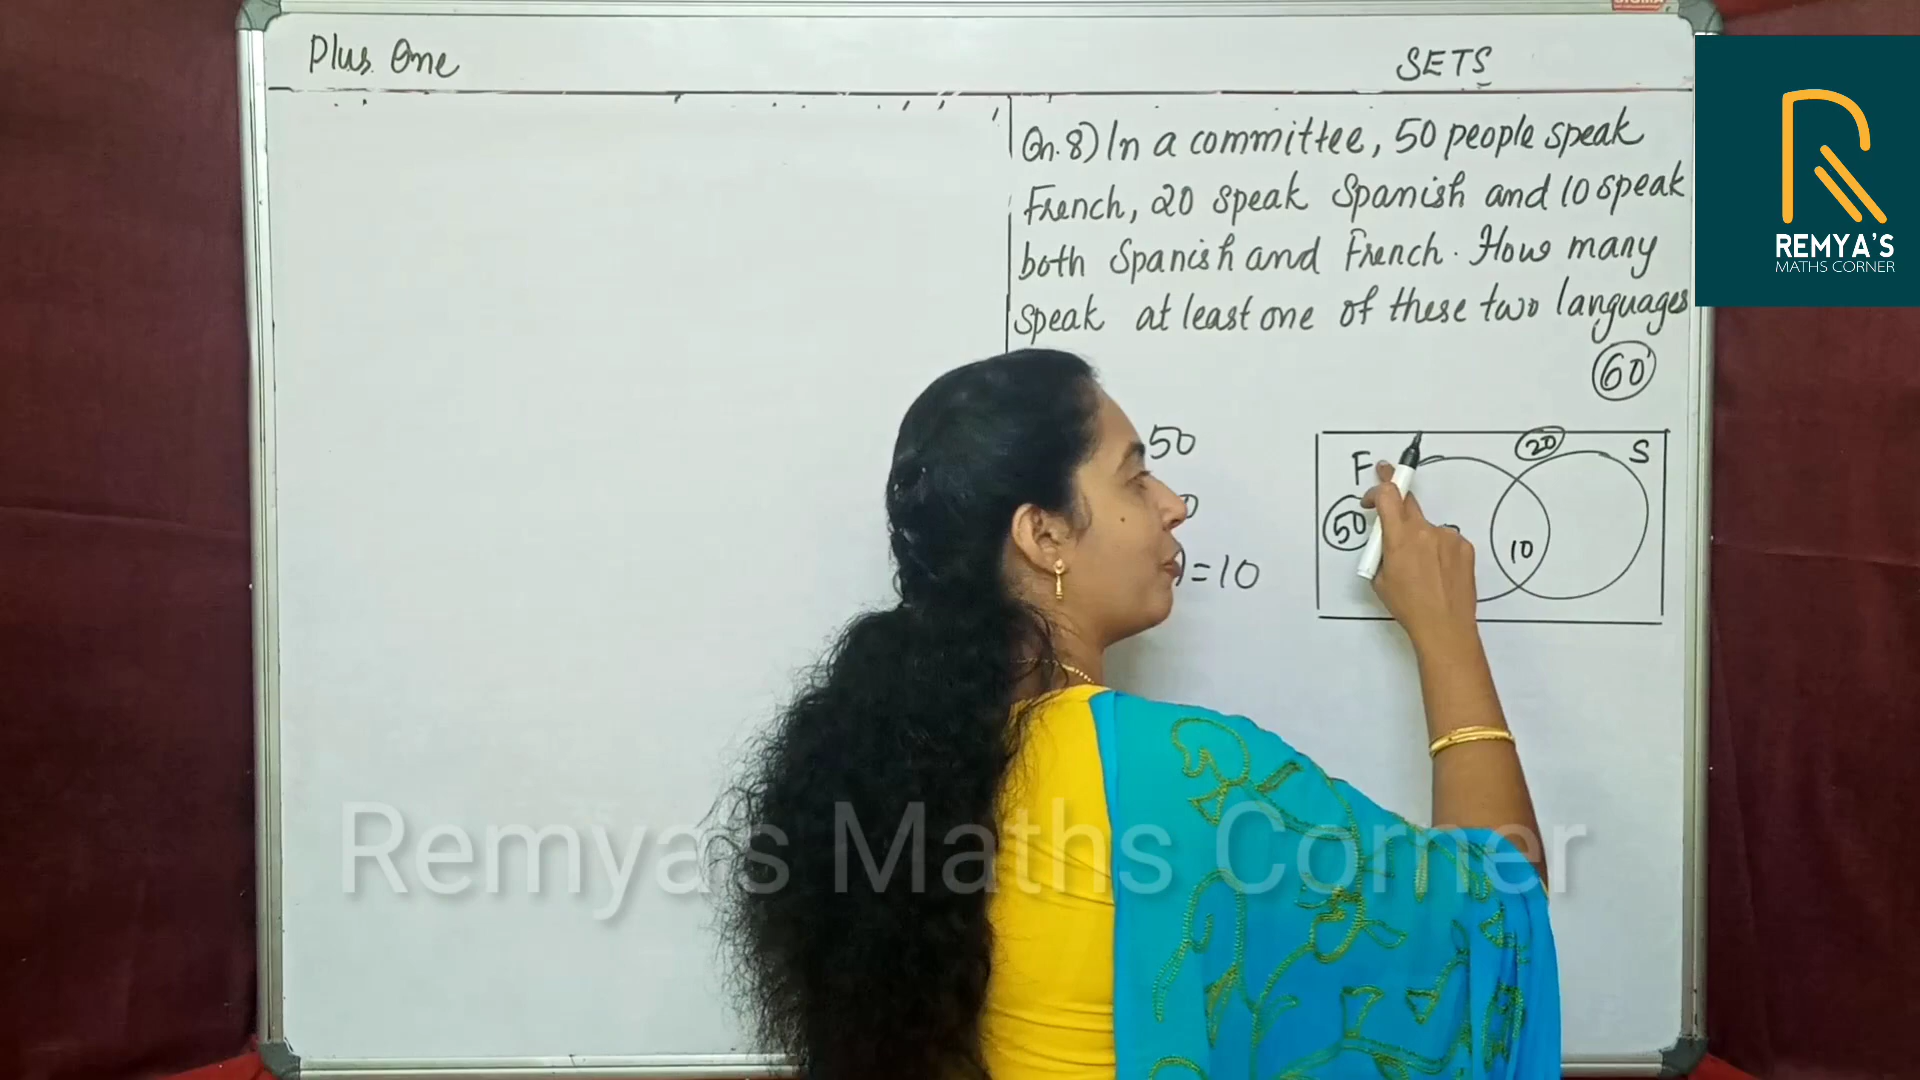 Plus One
SETS
Qn.8) In a committee, 50 people speak
French, 20 speak Spanish and 10 speak
both Spanish and French. How many
speak at least one of these two languages
60
50
) = 10
F
20
S
50
10
R
REMYA'S
MATHS CORNER
Remya's Maths Corner